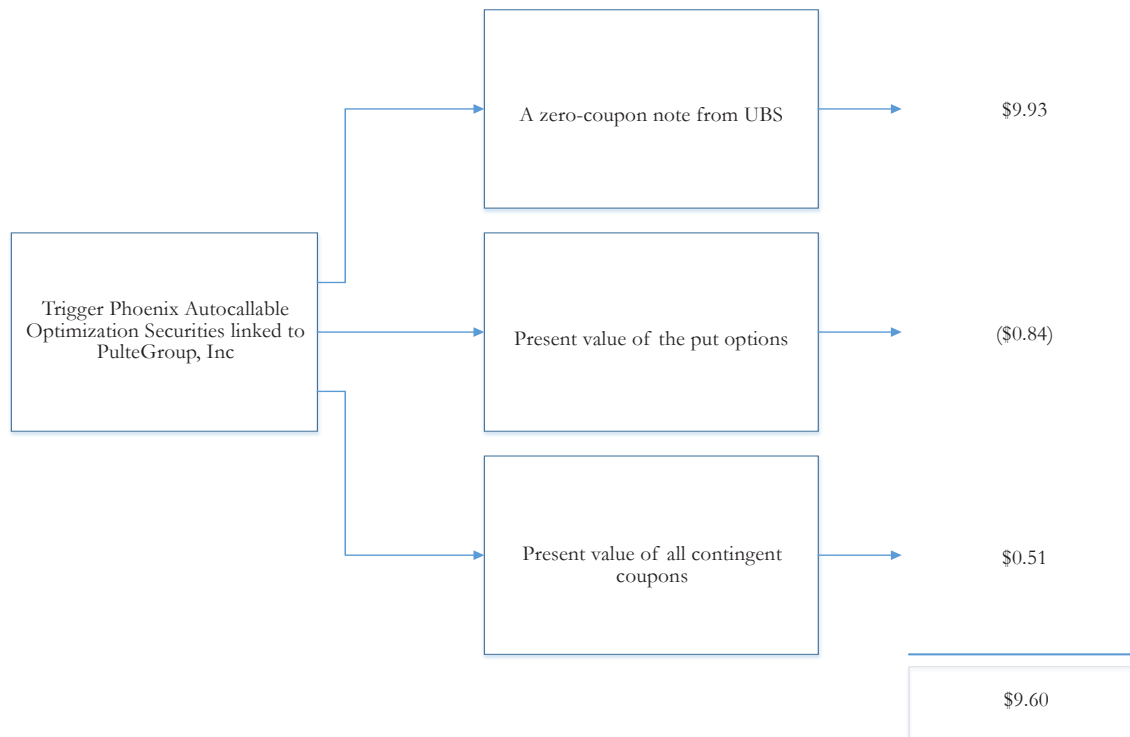 A zero-coupon note from UBS
$9.93
Trigger Phoenix Autocallable
Optimization Securities linked to
PulteGroup, Inc
Present value of the put options
($0.84)
Present value of all contingent
coupons
$0.51
$9.60